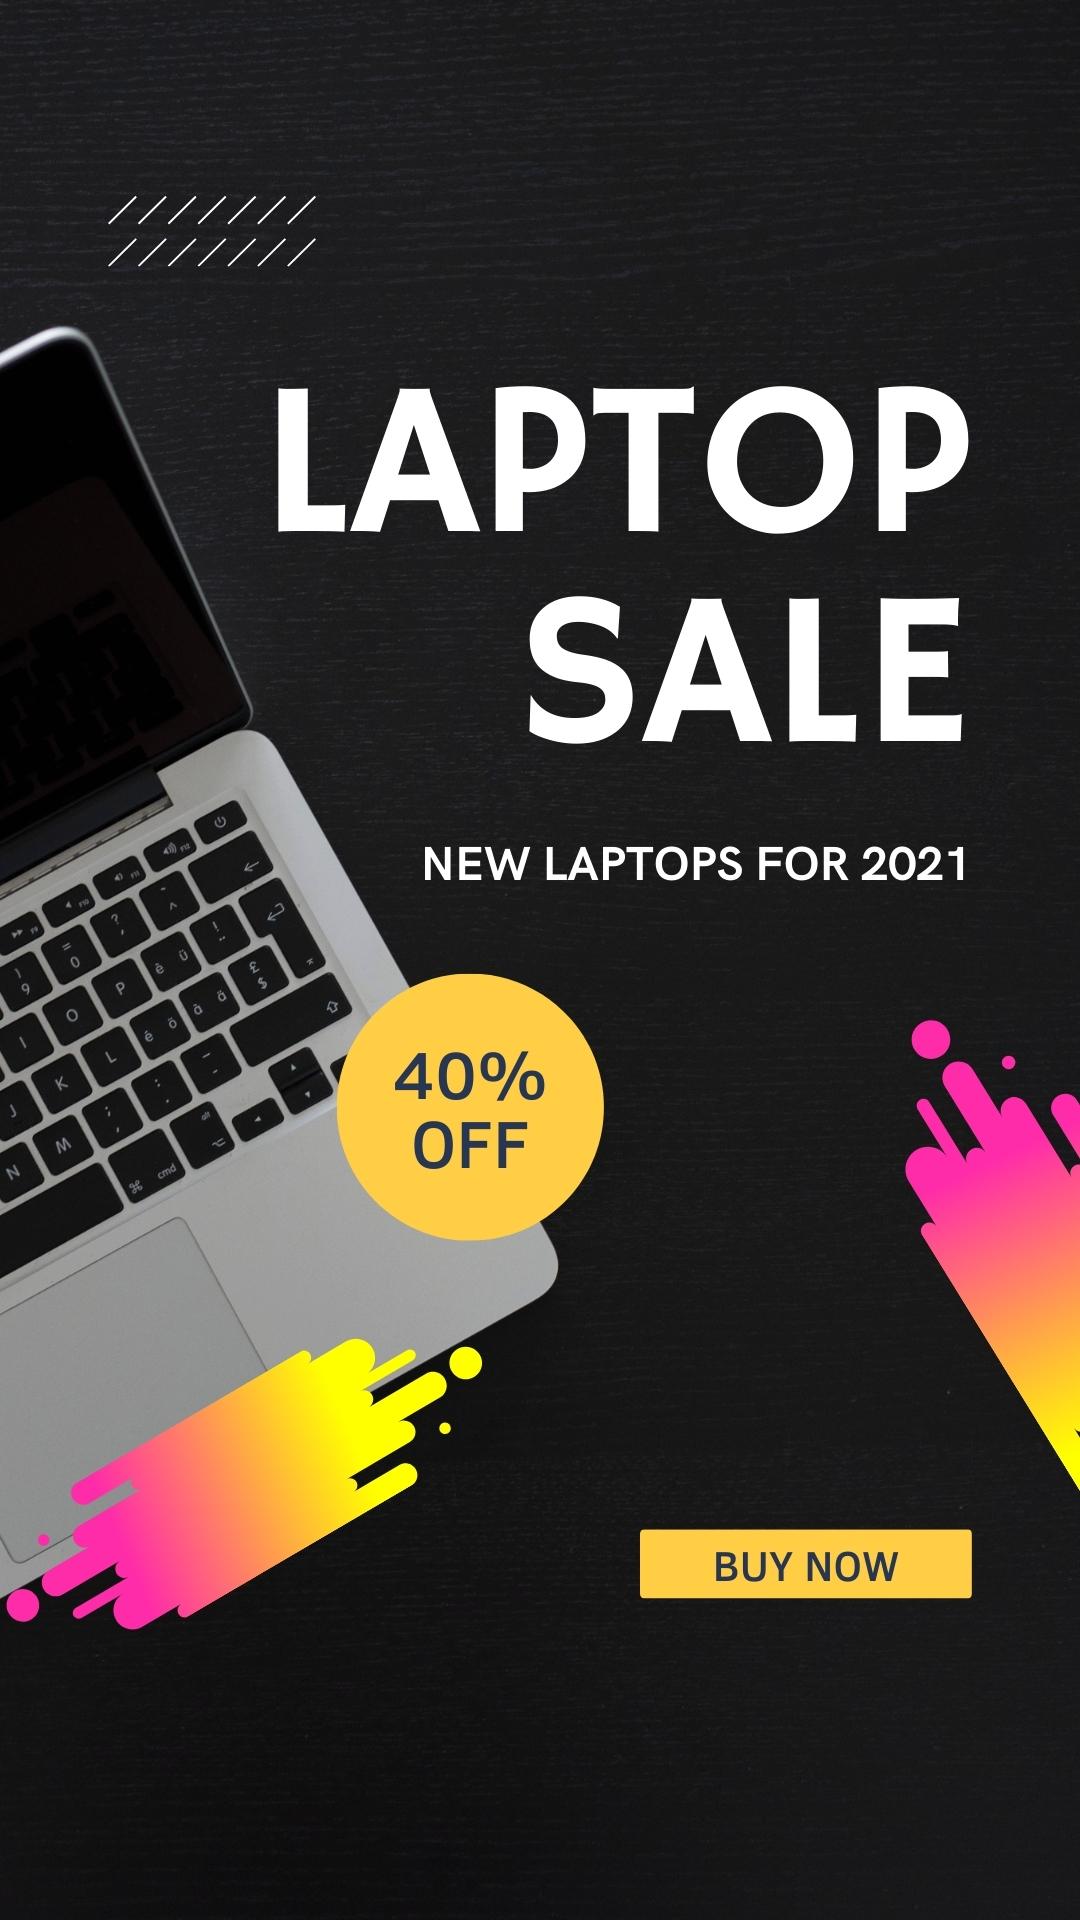 LAPTOP
SALE
NEW LAPTOPS FOR 2021
40%
OFF
BUY NOW